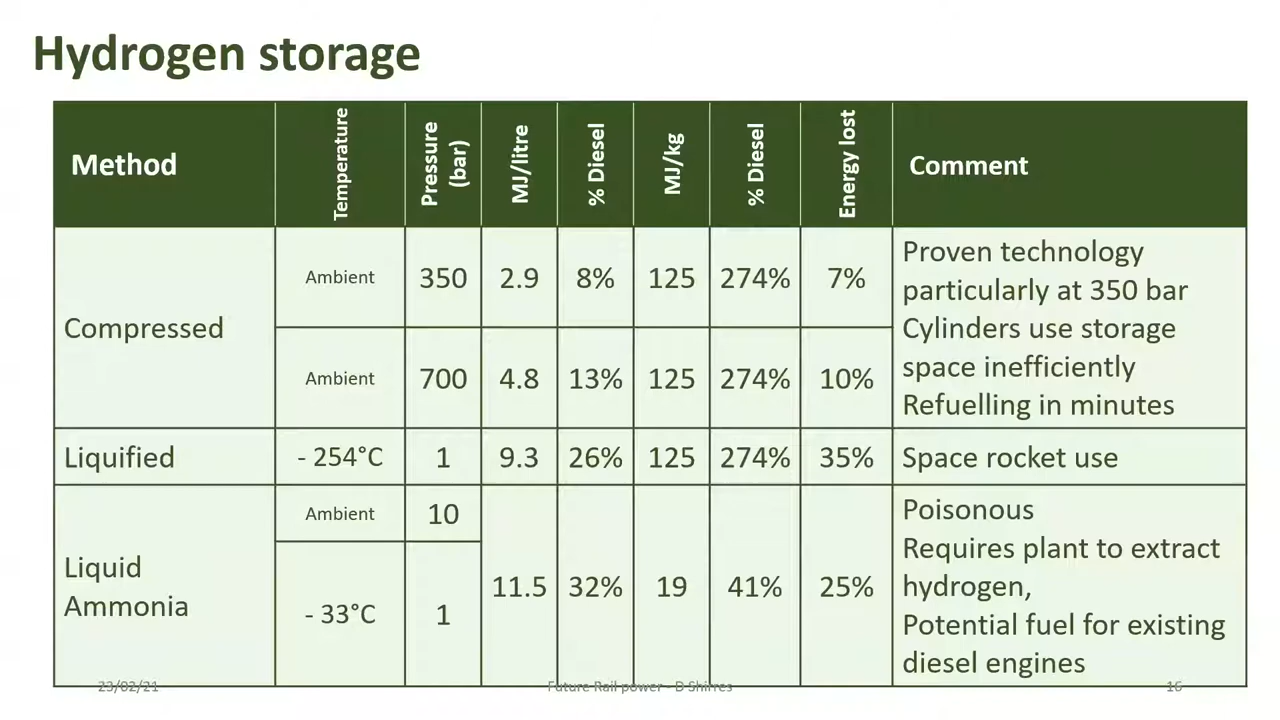 Hydrogen storage
Method
Temperature
Pressure
(bar)
MJ/litre
% Diesel
MJ/kg
% Diesel
Energy lost
Comment
Compressed
Ambient
350
2.9
8%
125
274%
7%
Ambient
700
4.8
13%
125
274%
10%
Proven technology
particularly at 350 bar
Cylinders use storage
space inefficiently
Refuelling in minutes
Liquified
- 254°C
1
9.3
26%
125
274%
35%
Space rocket use
Liquid
Ammonia
Ambient
10
- 33°C
1
11.5
32%
19
41%
25%
Poisonous
Requires plant to extract
hydrogen,
Potential fuel for existing
diesel engines
23/02/21
Future Rail power - D Shirres
16